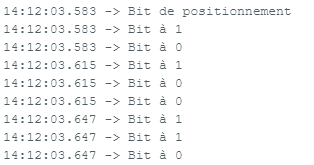 14:12:03.583 -> Bit de positionnement
14:12:03.583 -> Bit à 1
14:12:03.583 -> Bit à 0
14:12:03.615 -> Bit à 1
14:12:03.615 -> Bit à 0
14:12:03.615 -> Bit à 0
14:12:03.647 -> Bit à 1
14:12:03.647 -> Bit à 1
14:12:03.647 -> Bit à 0